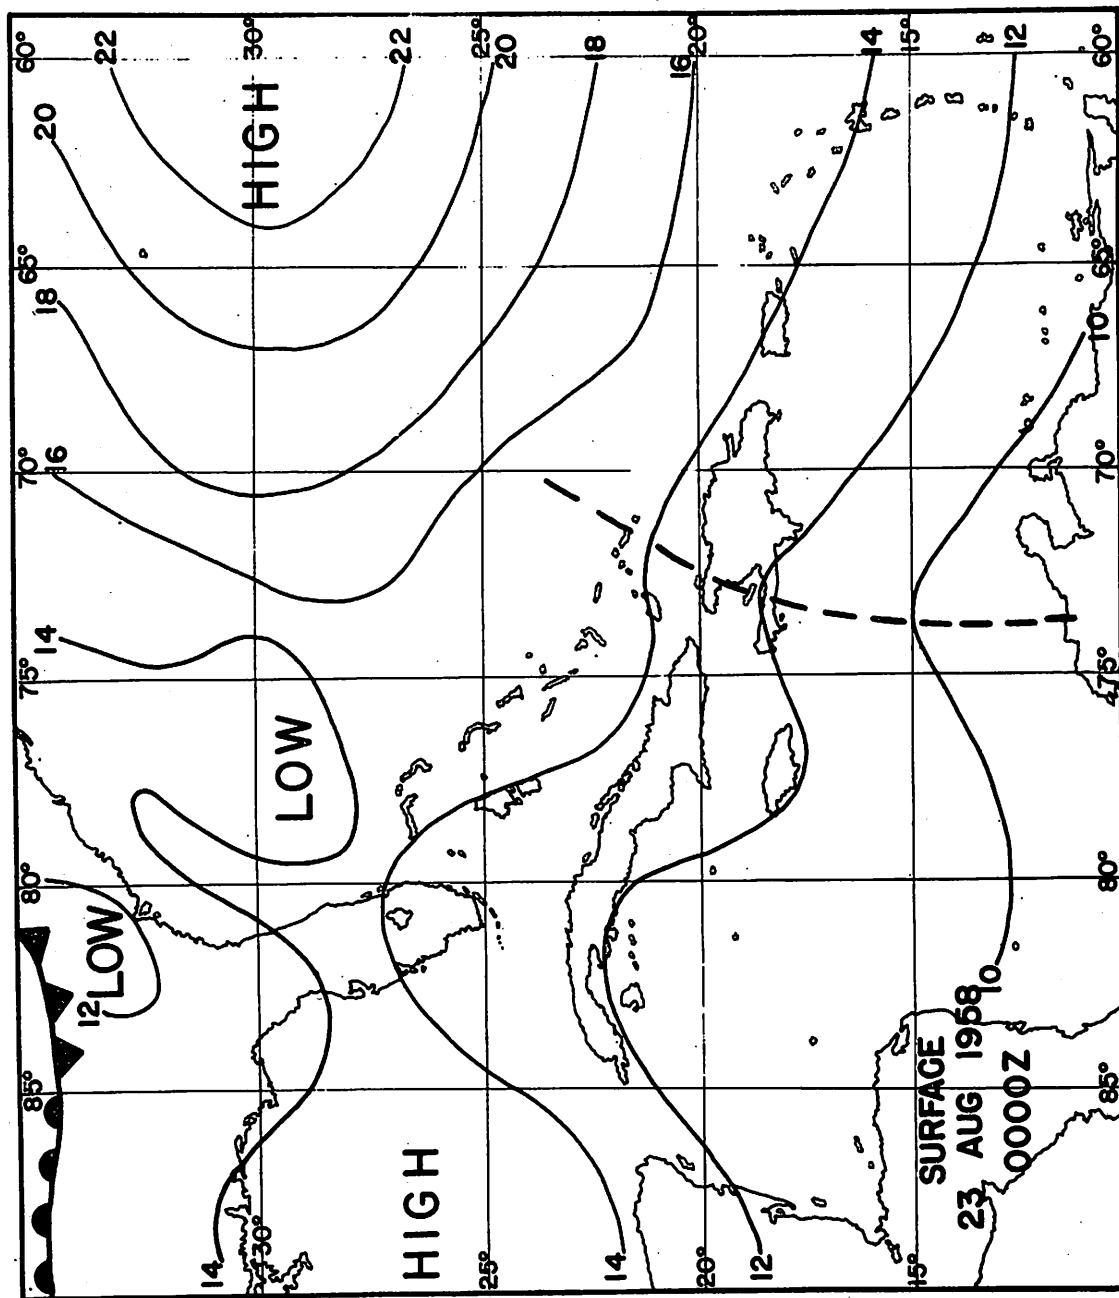 85° 80° 75° 70° 65° 60°
14 16 18 20
12 LOW 22
14 30° LOW HIGH 30°
HIGH 22
25° 25°
20
14 18
20° 16 20°
12 14
15° 15°
SURFACE
23 AUG 1958
10 12
0000Z
10
85° 80° 75° 70° 65° 60°